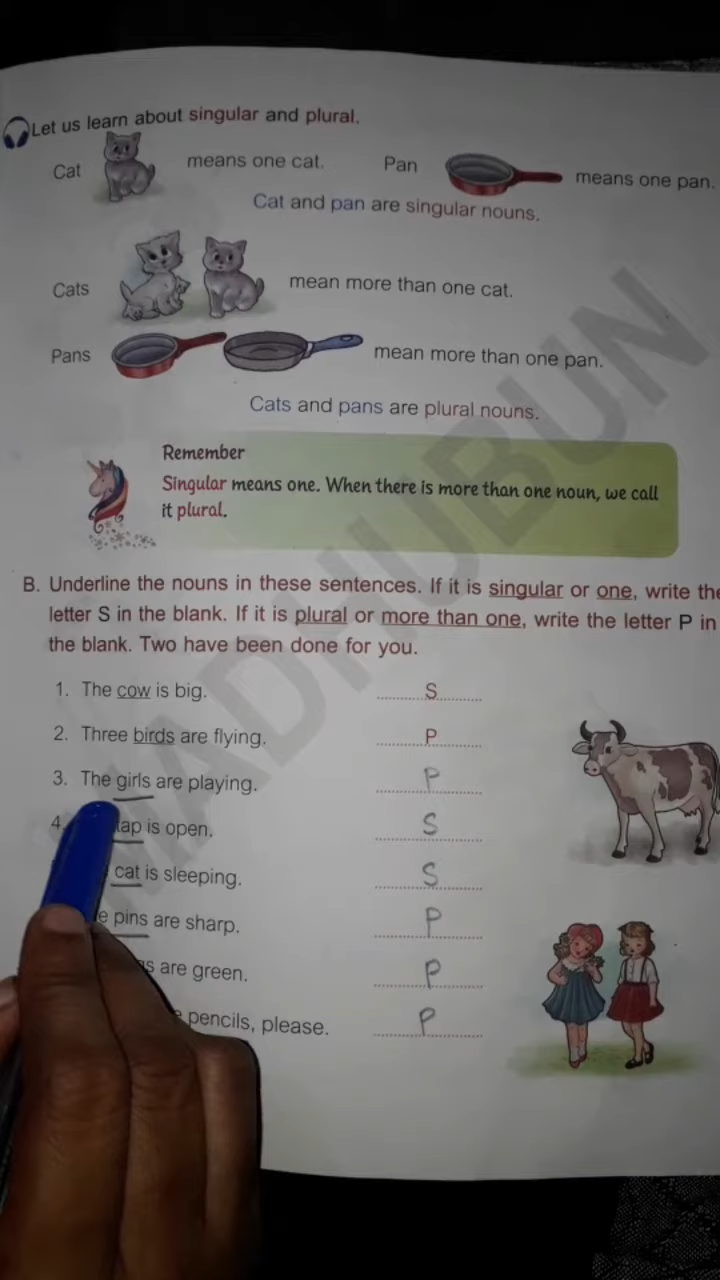 Let us learn about singular and plural.
Cat means one cat. Pan means one pan.
Cat and pan are singular nouns.
Cats mean more than one cat.
Pans mean more than one pan.
Cats and pans are plural nouns.
Remember
Singular means one. When there is more than one noun, we call
it plural.
B. Underline the nouns in these sentences. If it is singular or one, write the
letter S in the blank. If it is plural or more than one, write the letter P in
the blank. Two have been done for you.
1. The cow is big. S
2. Three birds are flying. P
3. The girls are playing. P
4. tap is open. S
cat is sleeping. S
pins are sharp. P
are green. P
pencils, please. P
MADHUBUN